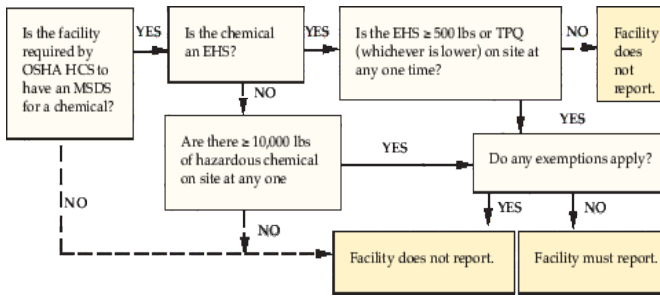 Is the facility
required by
OSHA HCS to
have an MSDS
for a chemical?
YES
Is the chemical
an EHS?
YES
Is the EHS ≥ 500 lbs or TPQ
(whichever is lower) on site at
any one time?
NO
Facility
does
not
report.
NO
YES
Are there ≥ 10,000 lbs
of hazardous chemical
on site at any one
YES
Do any exemptions apply?
NO
NO
YES
NO
Facility does not report.
Facility must report.